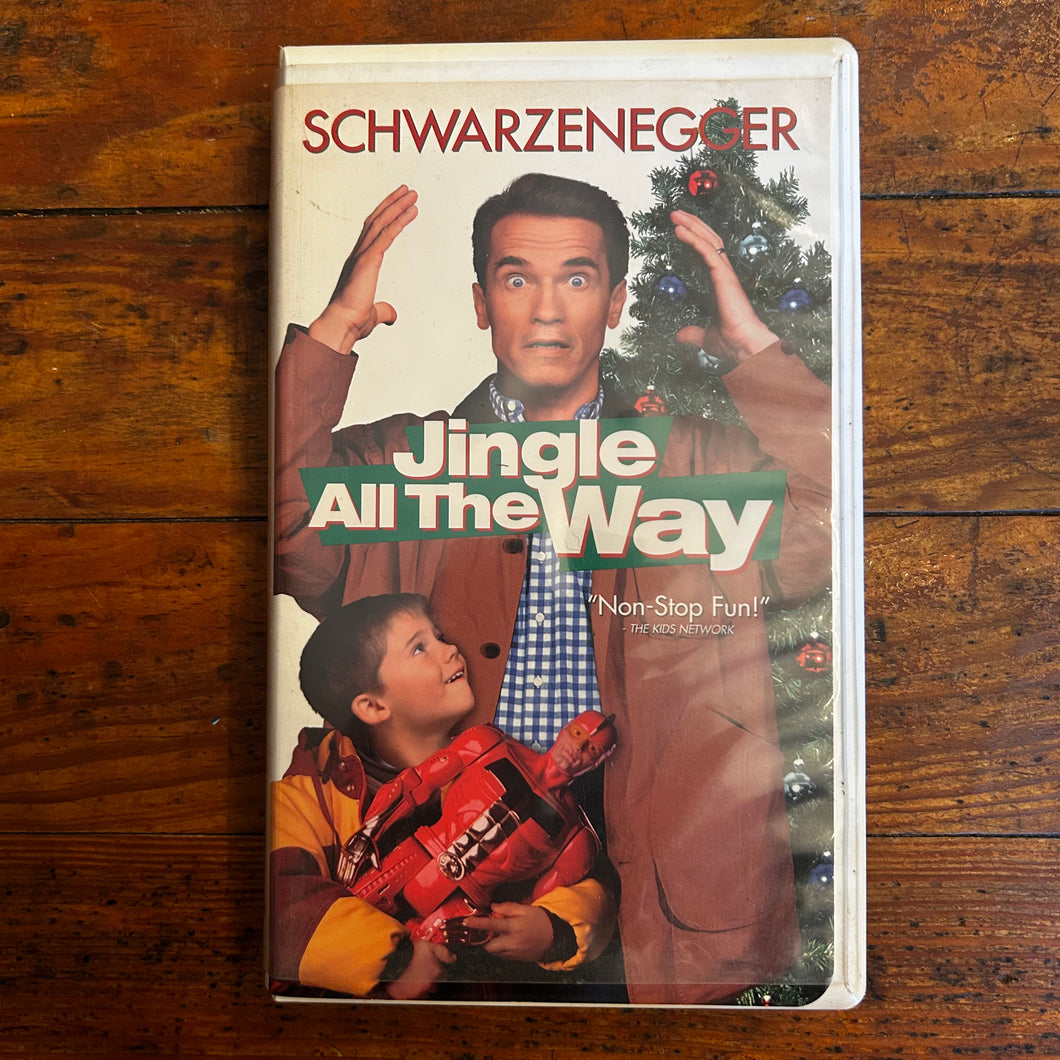 SCHWARZENEGGER
Jingle
All The Way
"Non-Stop Fun!"
- THE KIDS NETWORK